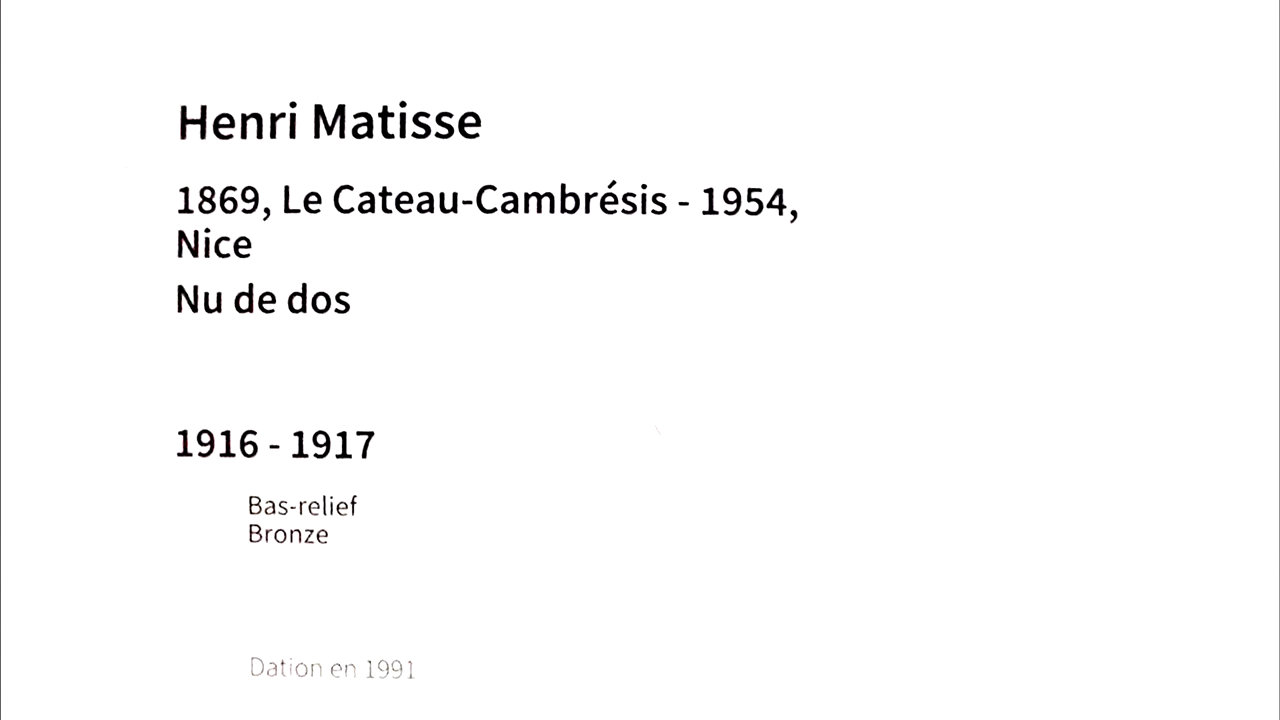 Henri Matisse
1869, Le Cateau-Cambrésis - 1954,
Nice
Nu de dos
1916 - 1917
Bas-relief
Bronze
Dation en 1991